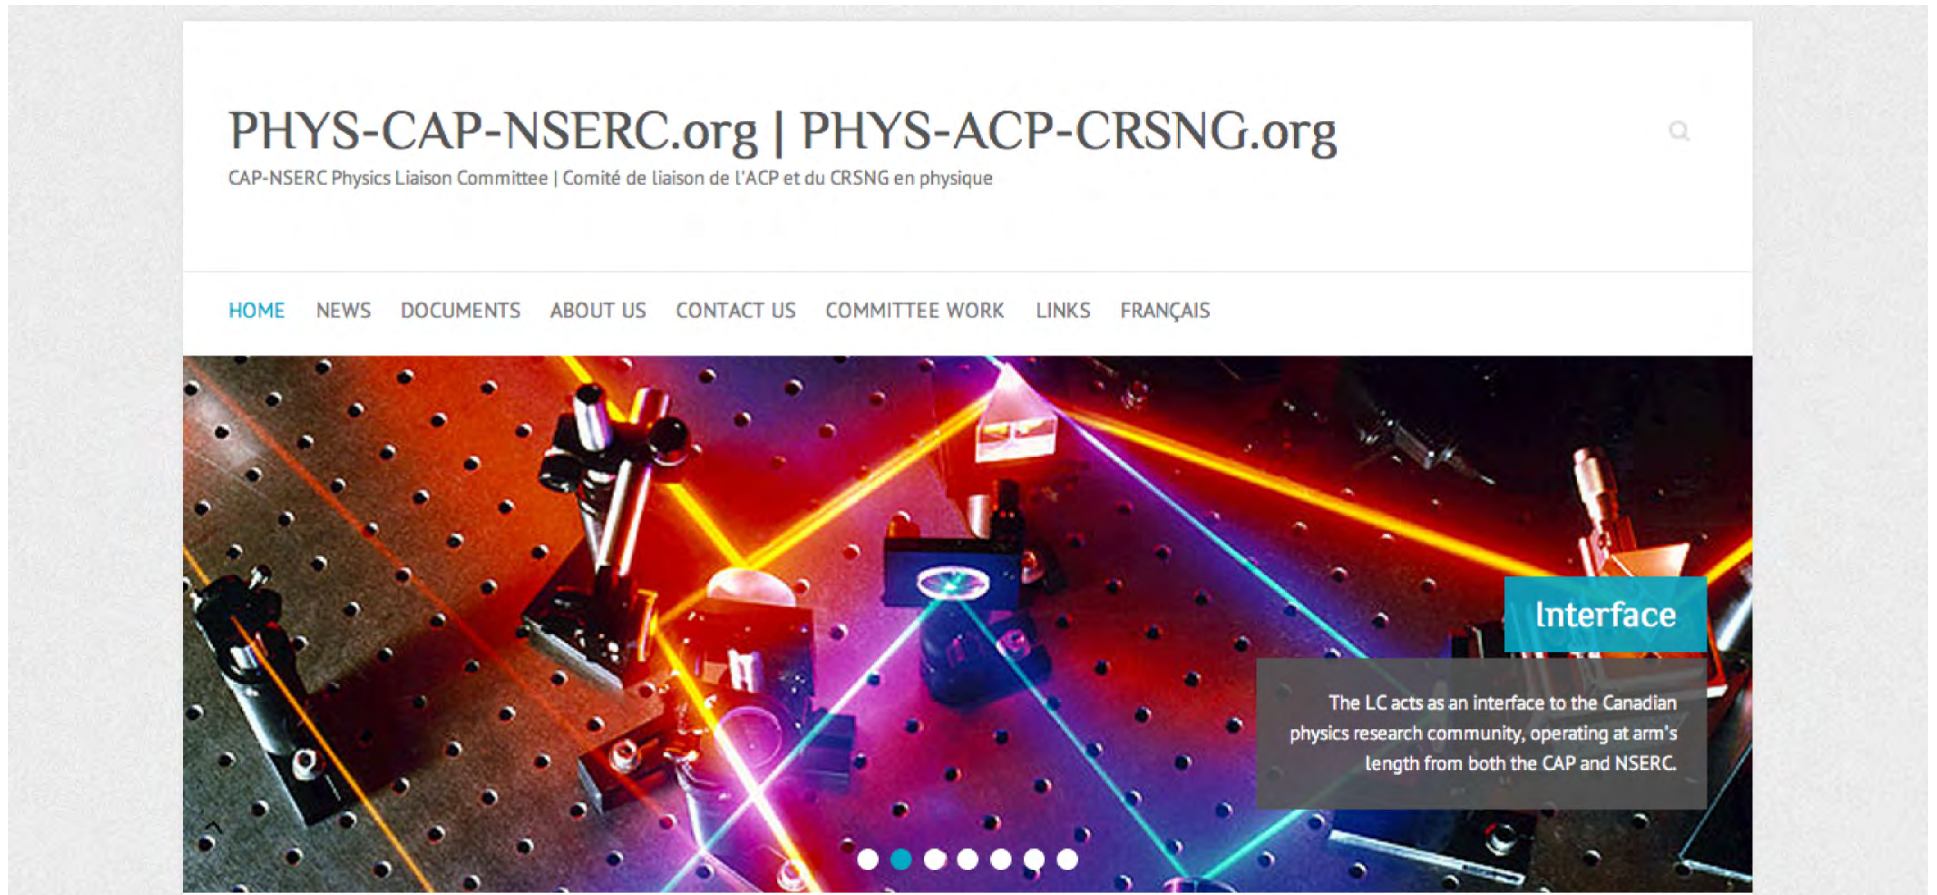 PHYS-CAP-NSERC.org | PHYS-ACP-CRSNG.org
CAP-NSERC Physics Liaison Committee | Comité de liaison de l'ACP et du CRSNG en physique
HOME NEWS DOCUMENTS ABOUT US CONTACT US COMMITTEE WORK LINKS FRANÇAIS
Interface
The LC acts as an interface to the Canadian
physics research community, operating at arm's
length from both the CAP and NSERC.